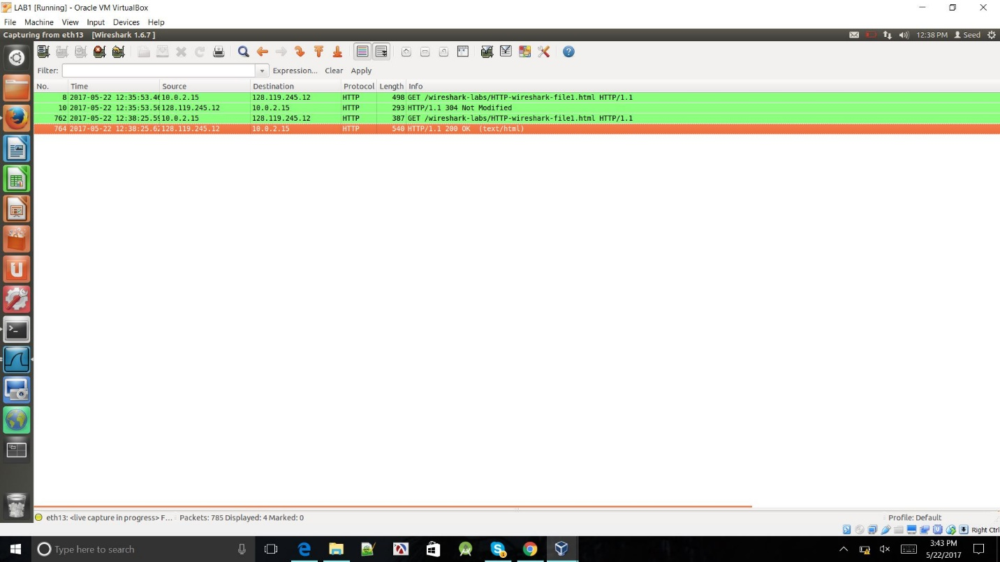 LAB1 [Running] - Oracle VM VirtualBox
File Machine View Input Devices Help
Capturing from eth13 [Wireshark 1.6.7 ] 12:38 PM Seed
Filter: Expression... Clear Apply
No. Time Source Destination Protocol Length Info
8 2017-05-22 12:35:53.46 10.0.2.15 128.119.245.12 HTTP 498 GET /wireshark-labs/HTTP-wireshark-file1.html HTTP/1.1
10 2017-05-22 12:35:53.50 128.119.245.12 10.0.2.15 HTTP 293 HTTP/1.1 304 Not Modified
762 2017-05-22 12:38:25.59 10.0.2.15 128.119.245.12 HTTP 387 GET /wireshark-labs/HTTP-wireshark-file1.html HTTP/1.1
764 2017-05-22 12:38:25.62 128.119.245.12 10.0.2.15 HTTP 540 HTTP/1.1 200 OK (text/html)
eth13: <live capture in progress> F... Packets: 785 Displayed: 4 Marked: 0 Profile: Default
Right Ctrl
Type here to search
3:43 PM
5/22/2017